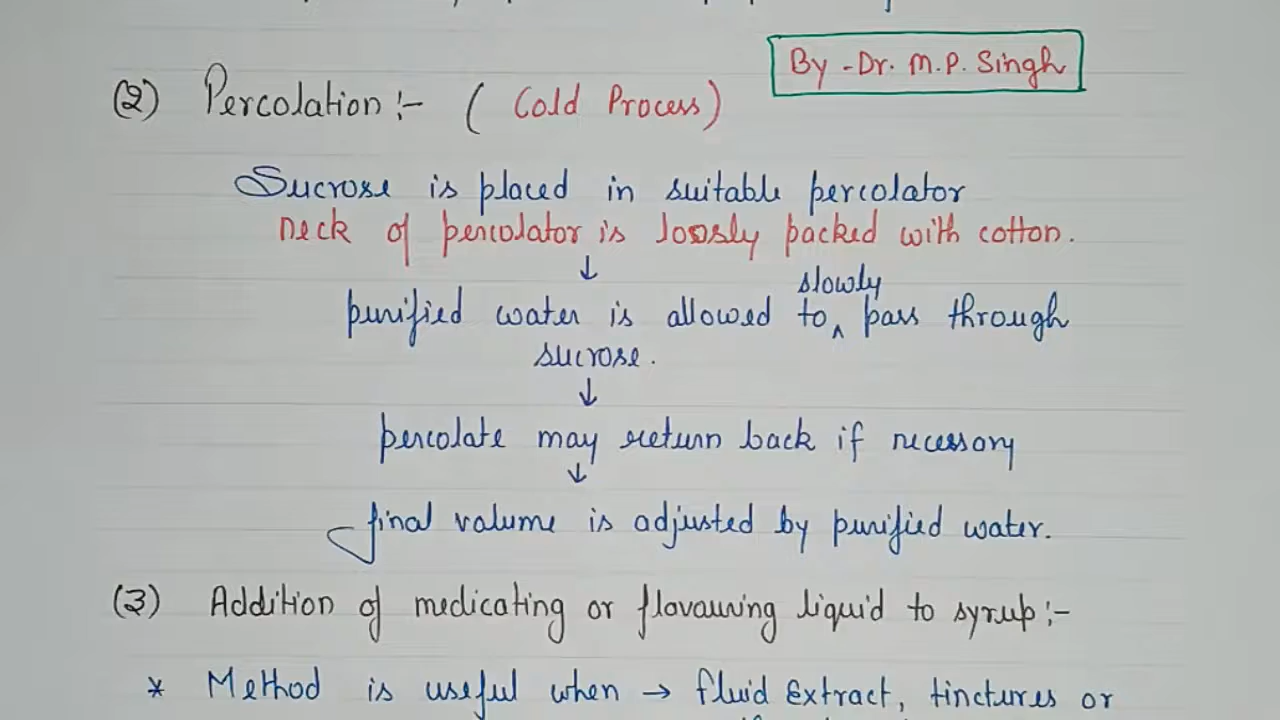 By - Dr. M.P. Singh
(2) Percolation :- ( Cold Process )
Sucrose is placed in suitable percolator
neck of percolator is loosly packed with cotton.
↓
slowly
purified water is allowed to ^ pass through
sucrose.
↓
percolate may return back if necessory
↓
final volume is adjusted by purified water.
(3) Addition of medicating or flavouring liquid to syrup :-
* Method is useful when → fluid extract, tinctures or